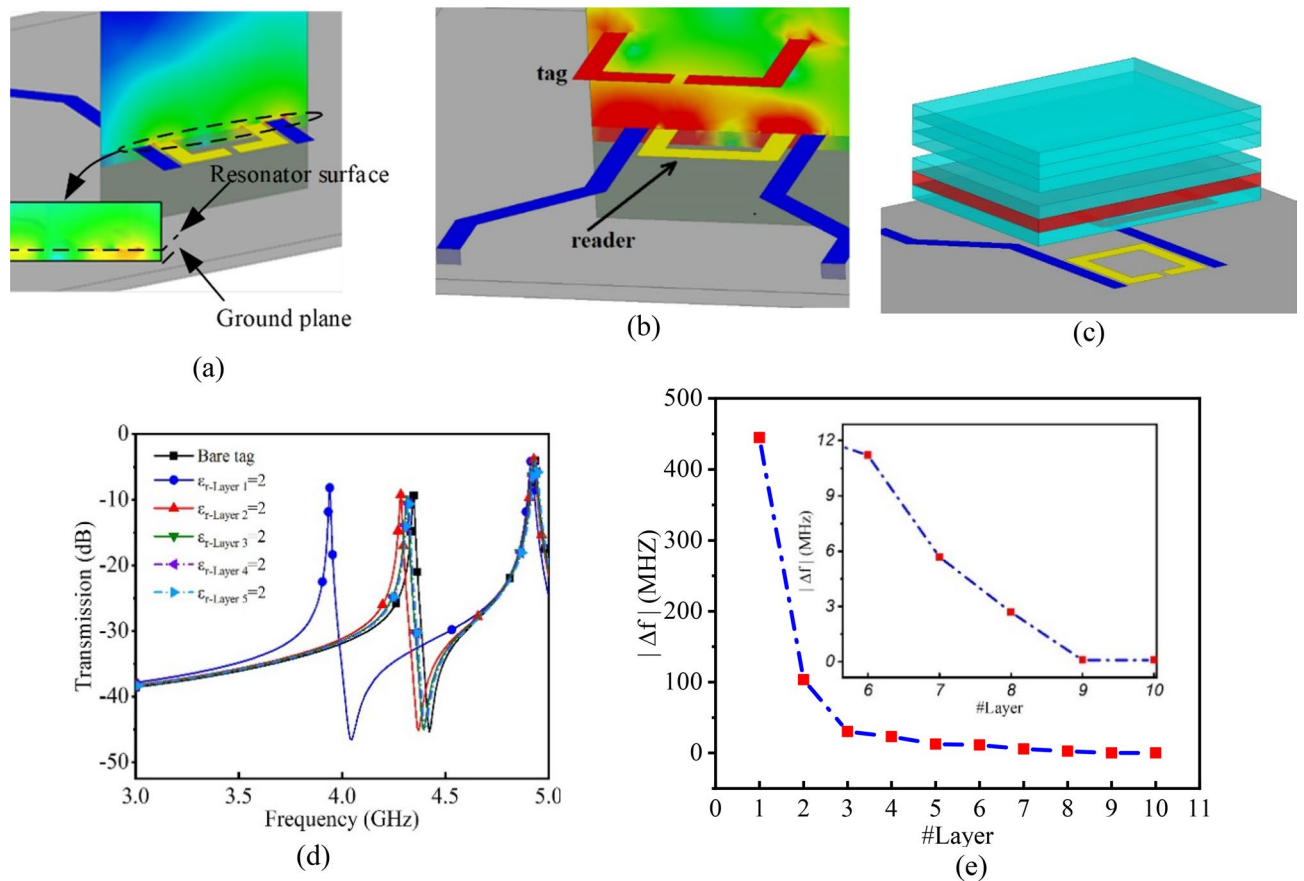 Resonator surface
Ground plane
(a)
tag
reader
(b)
(c)
0
-10
-20
-30
-40
-50
Transmission (dB)
Bare tag
εr-Layer 1=2
εr-Layer 2=2
εr-Layer 3=2
εr-Layer 4=2
εr-Layer 5=2
3.0 3.5 4.0 4.5 5.0
Frequency (GHz)
(d)
500
400
300
200
100
0
| Δf | (MHZ)
0 1 2 3 4 5 6 7 8 9 10 11
#Layer
12
9
6
3
0
| Δf | (MHz)
6 7 8 9 10
#Layer
(e)